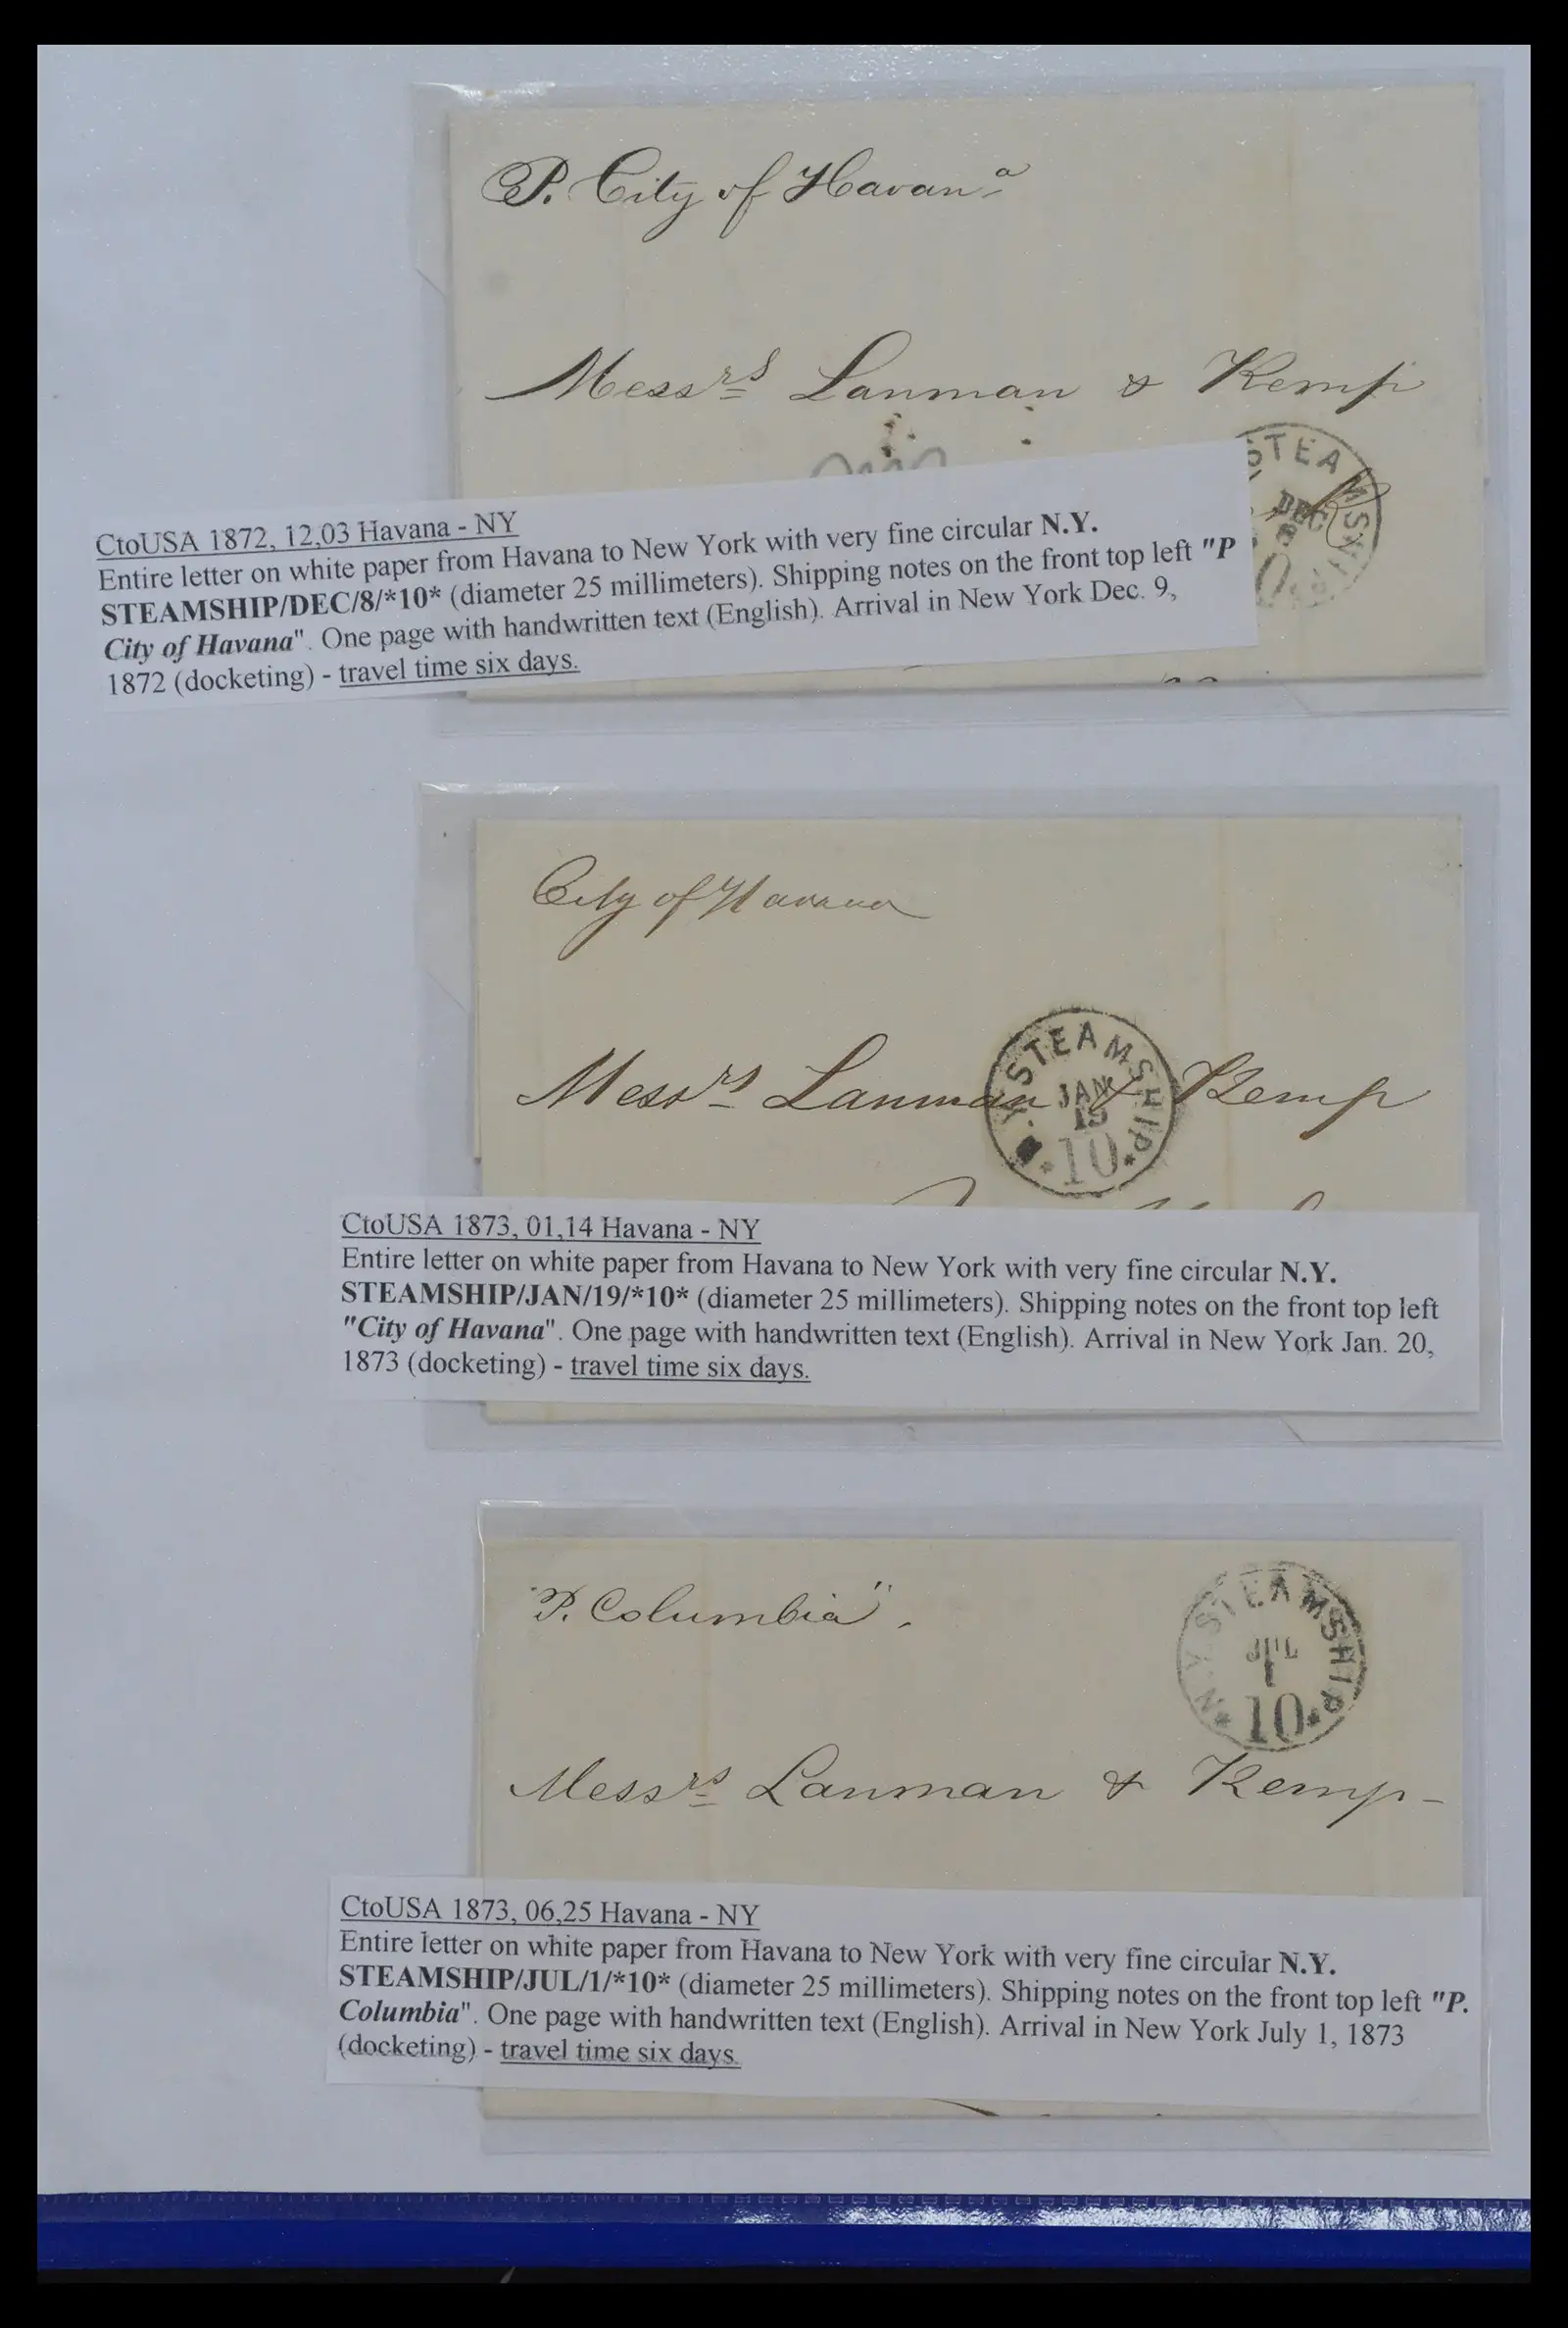 P. City of Havanᵃ
Messʳˢ Lanman & Kemp
STEAMSHIP
DEC
8
CtoUSA 1872, 12,03 Havana - NY
Entire letter on white paper from Havana to New York with very fine circular N.Y.
STEAMSHIP/DEC/8/*10* (diameter 25 millimeters). Shipping notes on the front top left "P
City of Havana". One page with handwritten text (English). Arrival in New York Dec. 9,
1872 (docketing) - travel time six days.
City of Havana
Messʳˢ Lanman & Kemp
Y. STEAMSHIP
JAN
19
*10*
CtoUSA 1873, 01,14 Havana - NY
Entire letter on white paper from Havana to New York with very fine circular N.Y.
STEAMSHIP/JAN/19/*10* (diameter 25 millimeters). Shipping notes on the front top left
"City of Havana". One page with handwritten text (English). Arrival in New York Jan. 20,
1873 (docketing) - travel time six days.
"P. Columbia".
N.Y. STEAMSHIP
JUL
1
*10*
Messʳˢ Lanman & Kemp -
CtoUSA 1873, 06,25 Havana - NY
Entire letter on white paper from Havana to New York with very fine circular N.Y.
STEAMSHIP/JUL/1/*10* (diameter 25 millimeters). Shipping notes on the front top left "P.
Columbia". One page with handwritten text (English). Arrival in New York July 1, 1873
(docketing) - travel time six days.